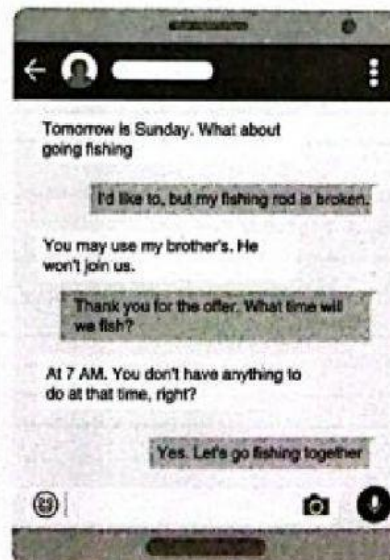 Tomorrow is Sunday. What about
going fishing
I'd like to, but my fishing rod is broken.
You may use my brother's. He
won't join us.
Thank you for the offer. What time will
we fish?
At 7 AM. You don't have anything to
do at that time, right?
Yes. Let's go fishing together